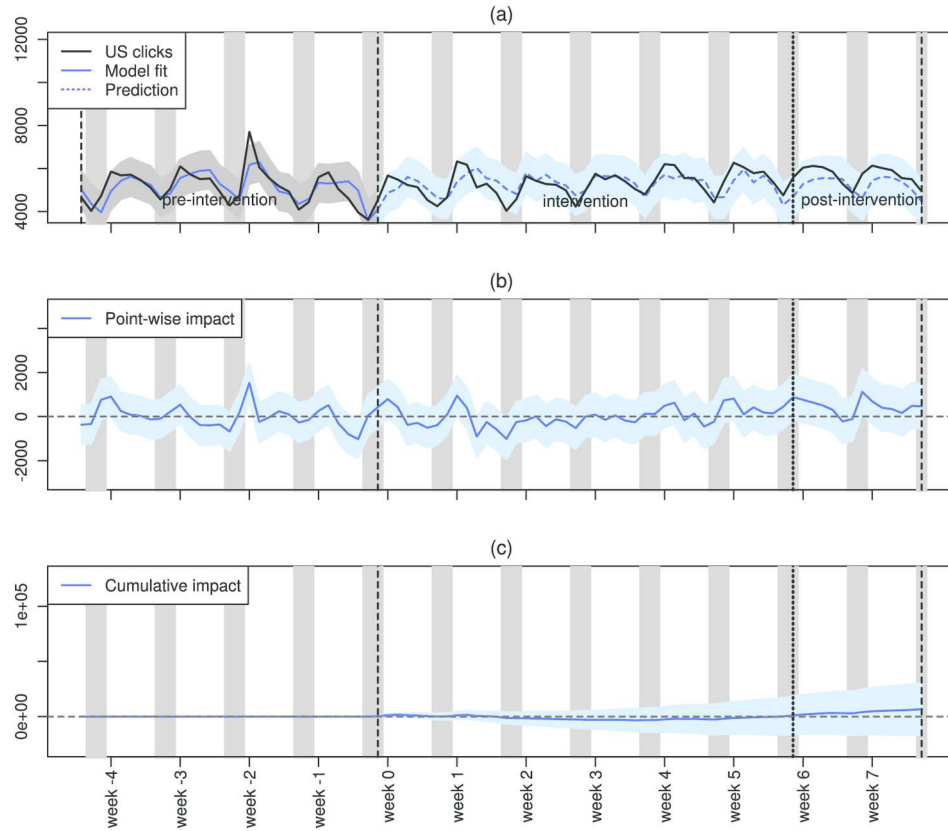 (a)
12000
8000
4000
US clicks
Model fit
Prediction
pre-intervention
intervention
post-intervention
(b)
2000
0
-2000
Point-wise impact
(c)
1e+05
0e+00
Cumulative impact
week -4
week -3
week -2
week -1
week 0
week 1
week 2
week 3
week 4
week 5
week 6
week 7